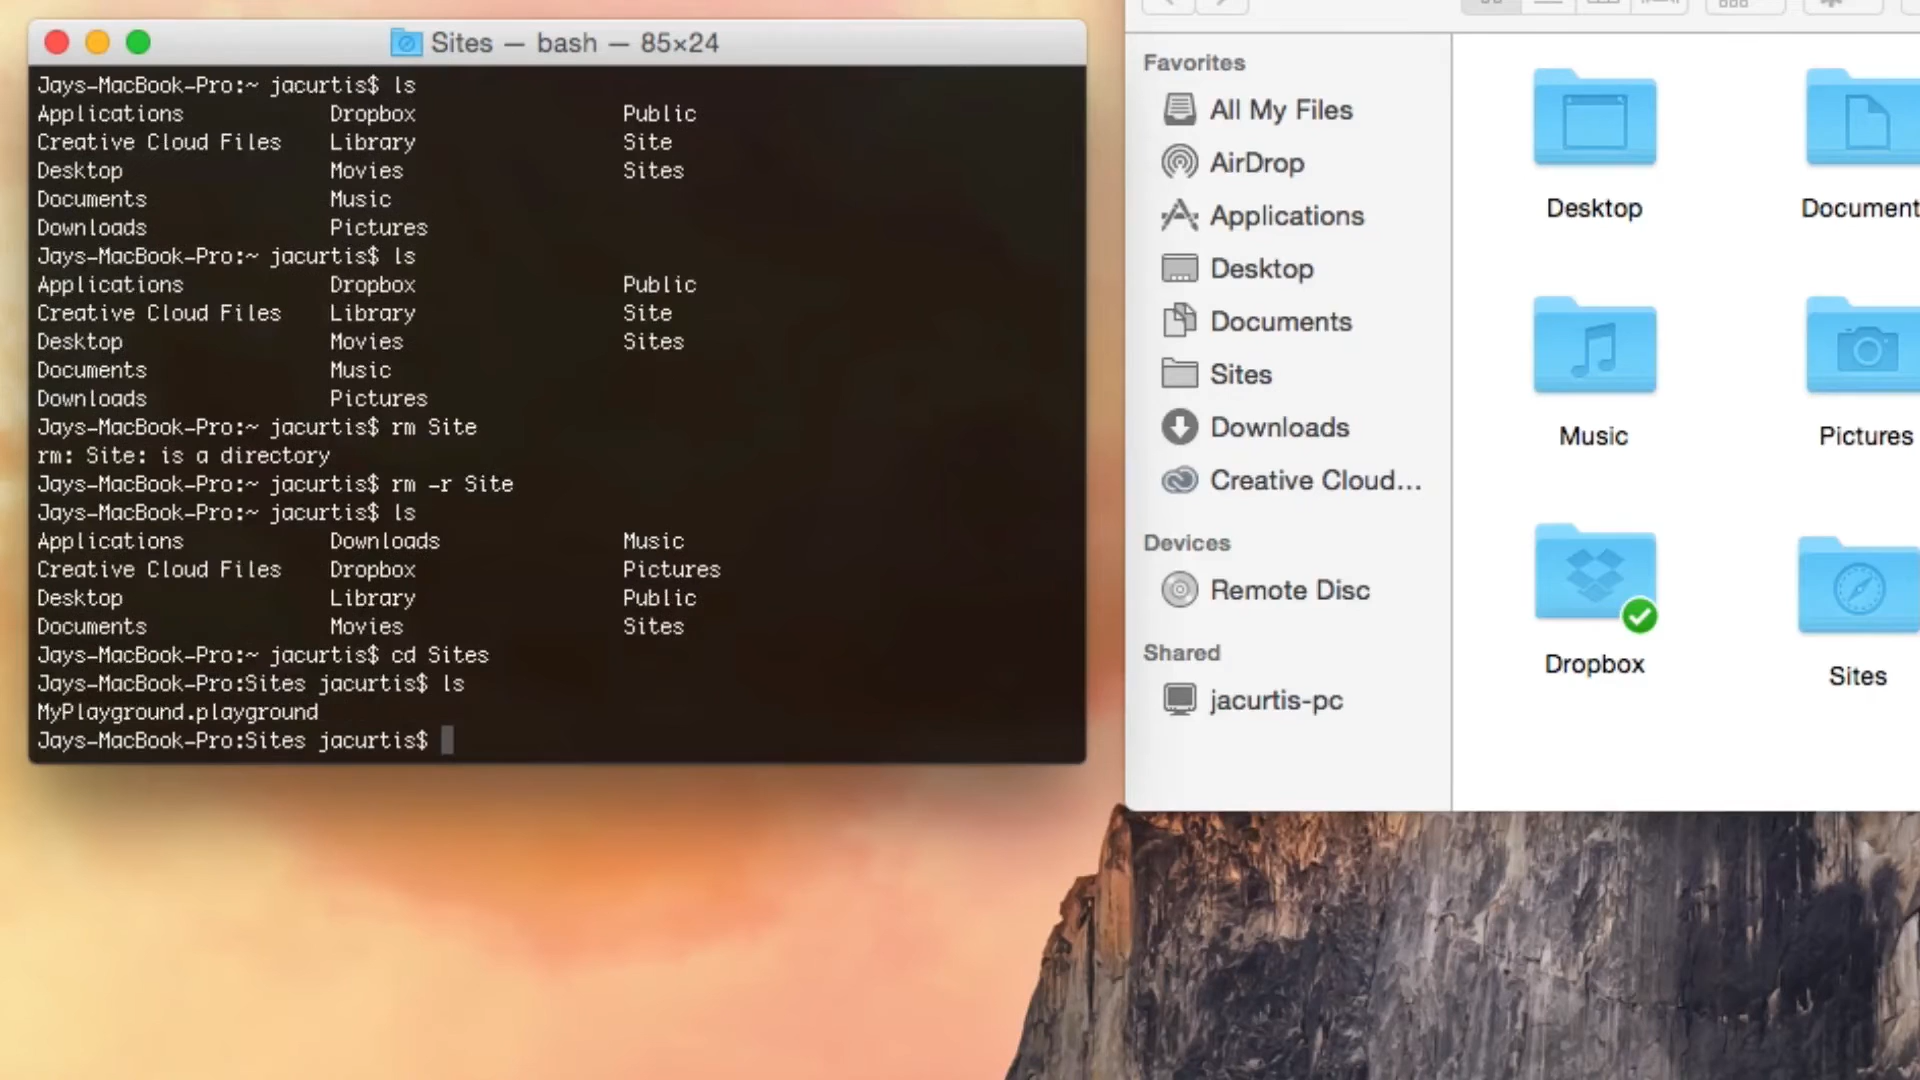 Sites — bash — 85×24
Jays-MacBook-Pro:~ jacurtis$ ls
Applications Dropbox Public
Creative Cloud Files Library Site
Desktop Movies Sites
Documents Music
Downloads Pictures
Jays-MacBook-Pro:~ jacurtis$ ls
Applications Dropbox Public
Creative Cloud Files Library Site
Desktop Movies Sites
Documents Music
Downloads Pictures
Jays-MacBook-Pro:~ jacurtis$ rm Site
rm: Site: is a directory
Jays-MacBook-Pro:~ jacurtis$ rm -r Site
Jays-MacBook-Pro:~ jacurtis$ ls
Applications Downloads Music
Creative Cloud Files Dropbox Pictures
Desktop Library Public
Documents Movies Sites
Jays-MacBook-Pro:~ jacurtis$ cd Sites
Jays-MacBook-Pro:Sites jacurtis$ ls
MyPlayground.playground
Jays-MacBook-Pro:Sites jacurtis$
Favorites
All My Files
AirDrop
Applications
Desktop
Documents
Sites
Downloads
Creative Cloud...
Devices
Remote Disc
Shared
jacurtis-pc
Desktop Document
Music Pictures
Dropbox Sites